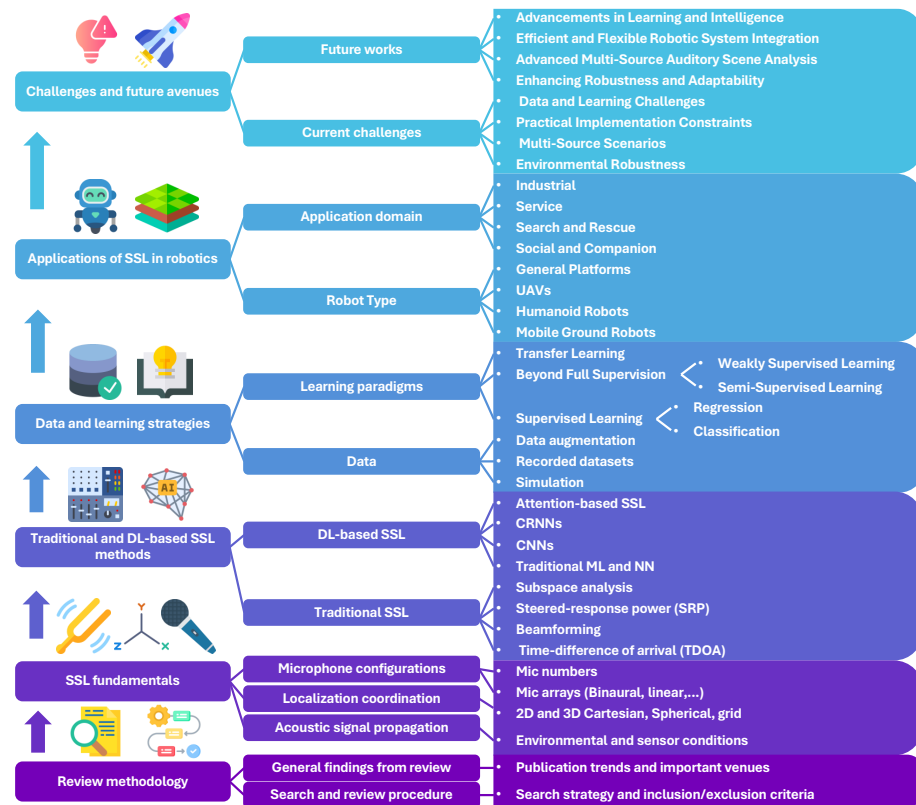 Challenges and future avenues
Future works
Advancements in Learning and Intelligence
Efficient and Flexible Robotic System Integration
Advanced Multi-Source Auditory Scene Analysis
Enhancing Robustness and Adaptability
Current challenges
Data and Learning Challenges
Practical Implementation Constraints
Multi-Source Scenarios
Environmental Robustness
Applications of SSL in robotics
Application domain
Industrial
Service
Search and Rescue
Social and Companion
Robot Type
General Platforms
UAVs
Humanoid Robots
Mobile Ground Robots
Data and learning strategies
Learning paradigms
Transfer Learning
Beyond Full Supervision
Weakly Supervised Learning
Semi-Supervised Learning
Supervised Learning
Regression
Classification
Data
Data augmentation
Recorded datasets
Simulation
AI
Traditional and DL-based SSL
methods
DL-based SSL
Attention-based SSL
CRNNs
CNNs
Traditional ML and NN
Traditional SSL
Subspace analysis
Steered-response power (SRP)
Beamforming
Time-difference of arrival (TDOA)
Y
Z
X
SSL fundamentals
Microphone configurations
Mic numbers
Mic arrays (Binaural, linear,...)
Localization coordination
2D and 3D Cartesian, Spherical, grid
Acoustic signal propagation
Environmental and sensor conditions
Review methodology
General findings from review
Publication trends and important venues
Search and review procedure
Search strategy and inclusion/exclusion criteria